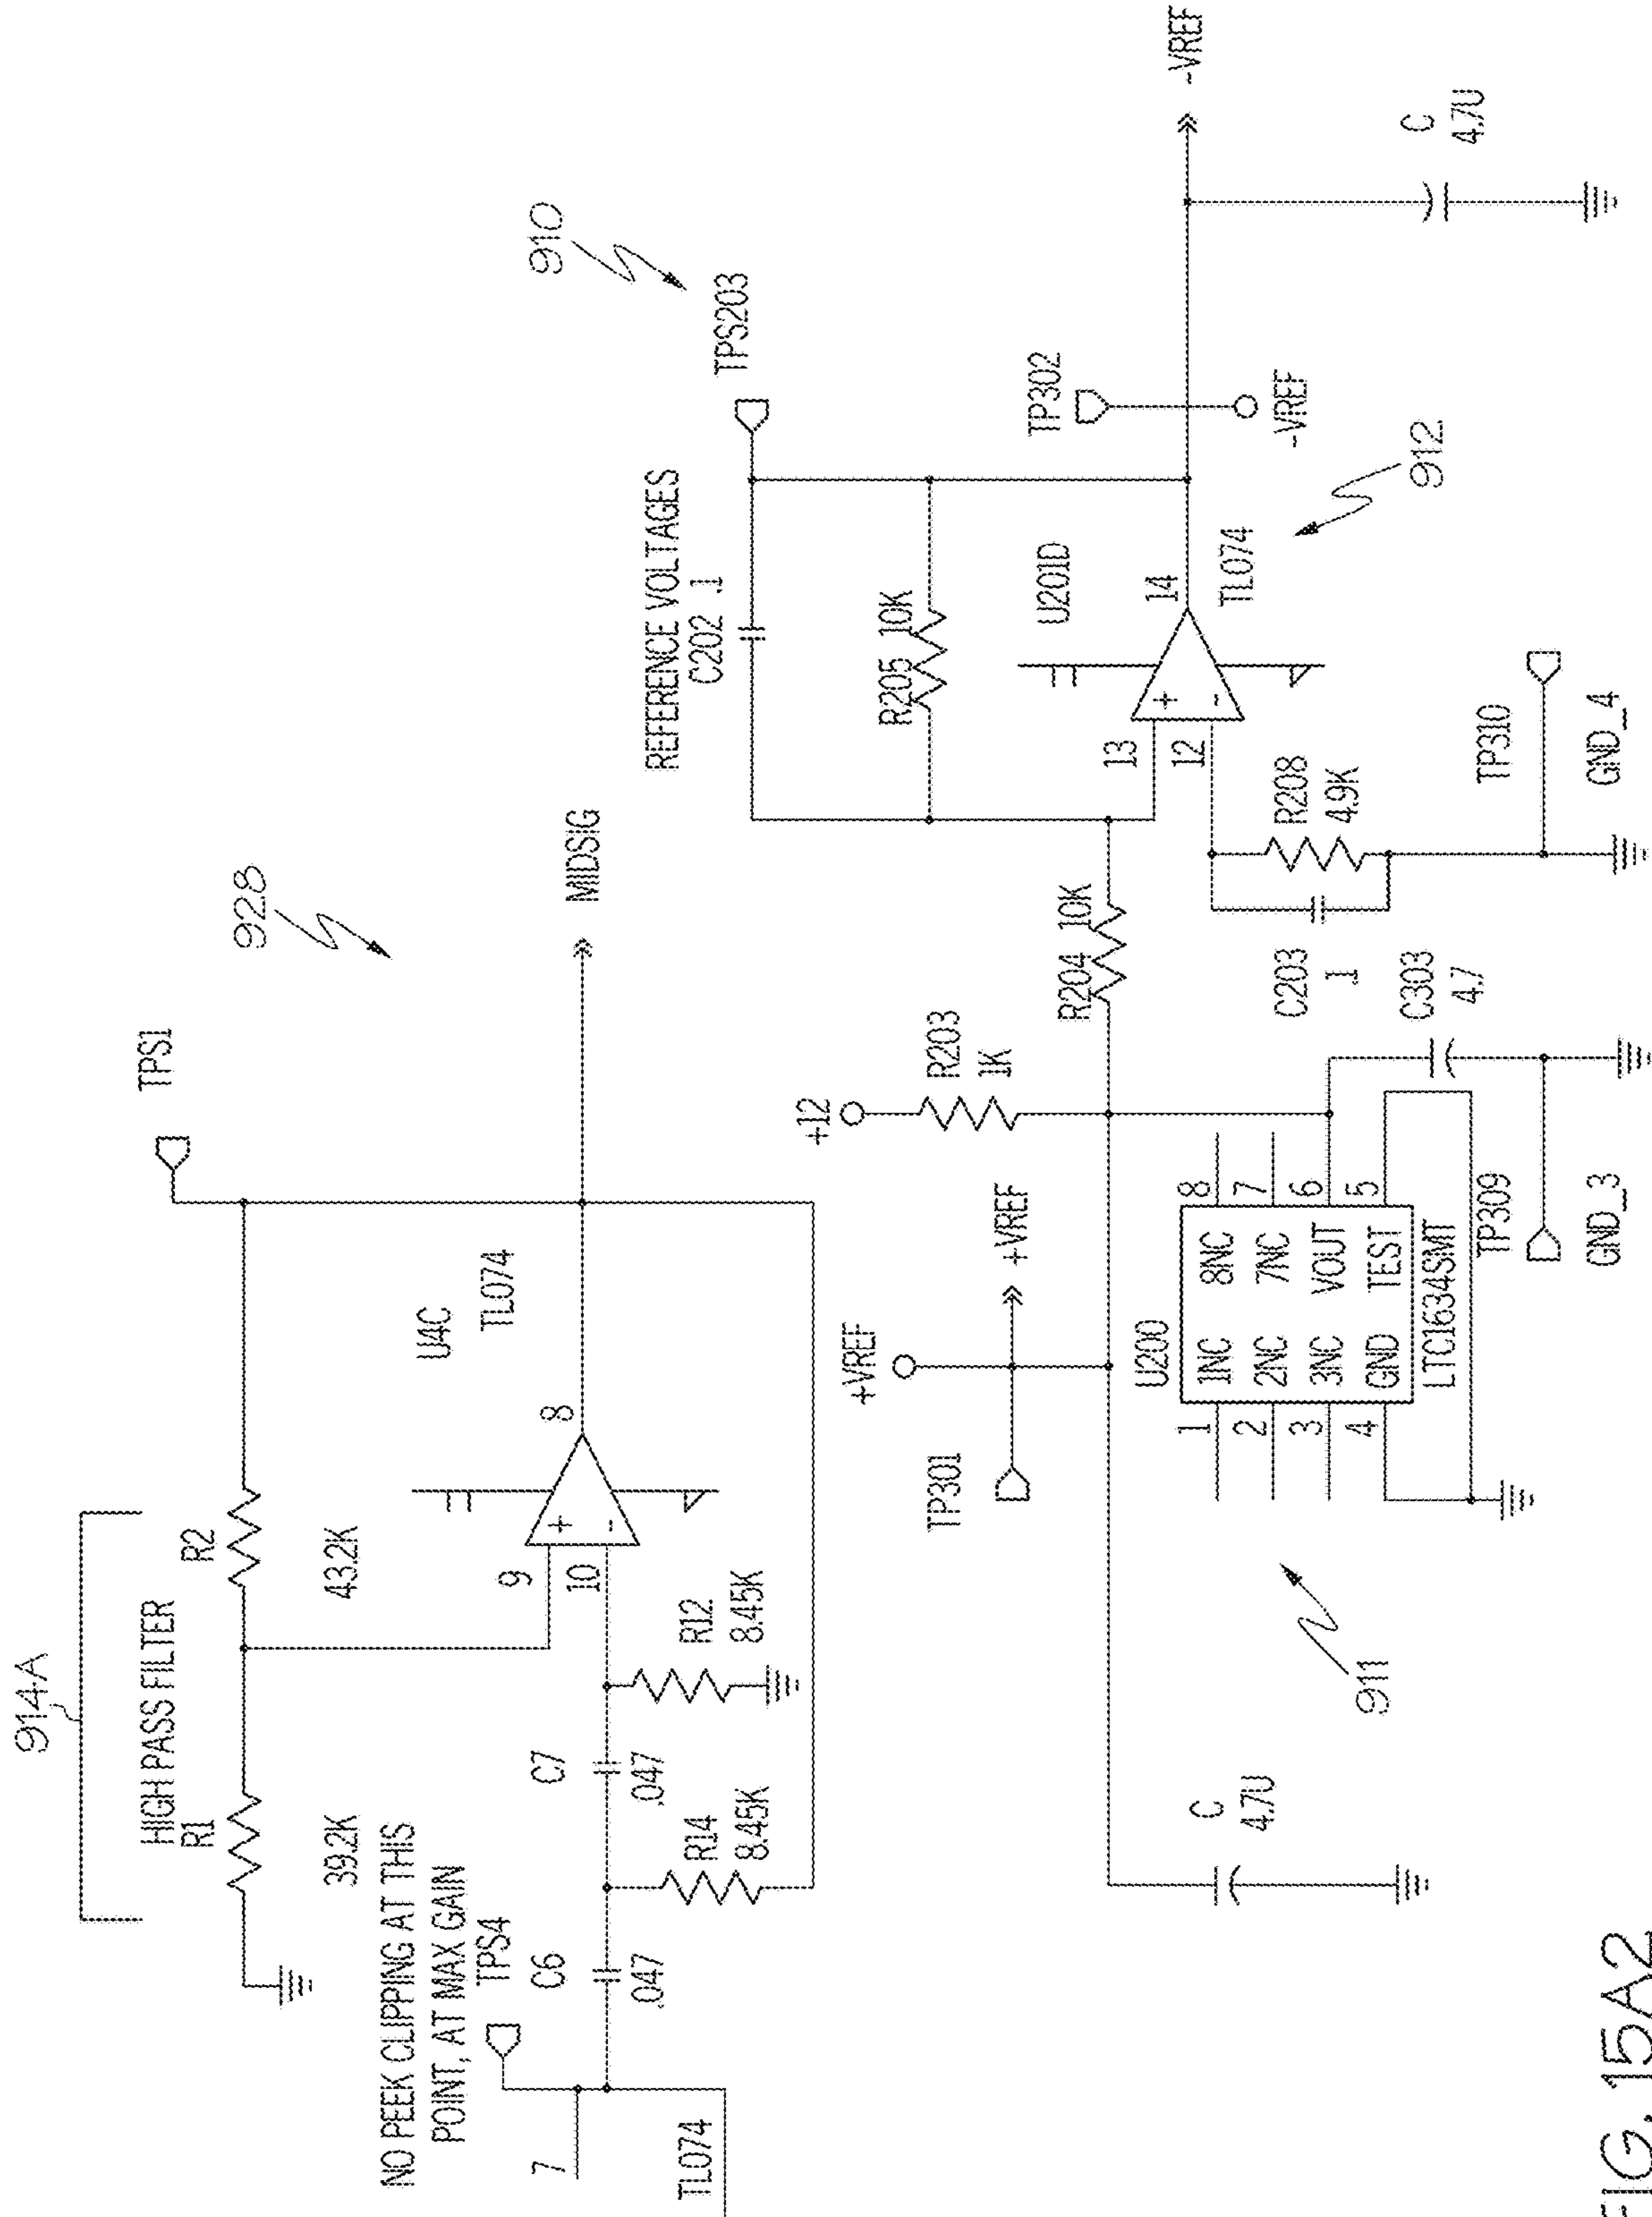 914A
HIGH PASS FILTER
R1
39.2K
R2
43.2K
TPS1
928
NO PEEK CLIPPING AT THIS
POINT, AT MAX GAIN
TPS4
7
TL074
C6
.047
C7
.047
R14
8.45K
R12
8.45K
9
10
+
-
8
U4C
TL074
MIDSIG
910
REFERENCE VOLTAGES
C202 .1
TPS203
R205 10K
+12
R203
1K
+VREF
+VREF
TP301
R204 10K
13
12
+
-
14
U201D
TL074
TP302
-VREF
-VREF
912
C
4.7U
C
4.7U
911
U200
1
2
3
4
1NC
2NC
3NC
GND
8NC
7NC
VOUT
TEST
8
7
6
5
LTC1634SMT
C203
.1
R208
4.9K
C303
4.7
TP309
GND_3
TP310
GND_4
FIG. 15A2